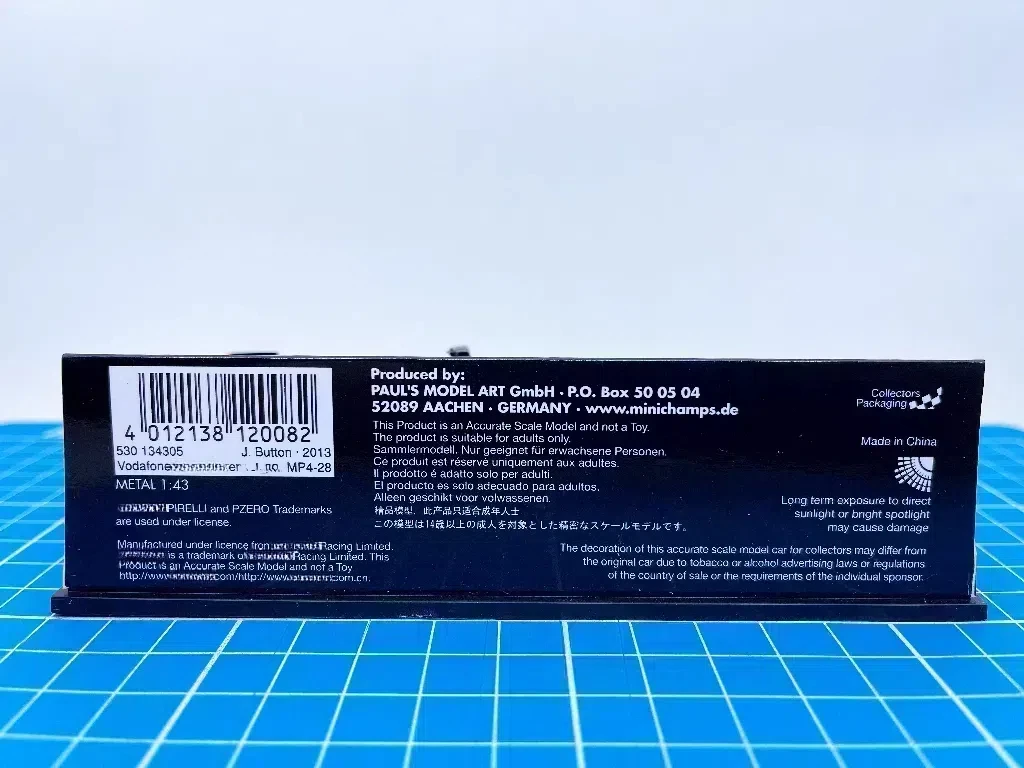 4 012138 120082
530 134305 J. Button · 2013
Vodafone no. MP4-28
METAL 1:43
PIRELLI and PZERO Trademarks
are used under license.
Manufactured under licence from Racing Limited.
is a trademark of Racing Limited. This
Product is an Accurate Scale Model and not a Toy
Produced by:
PAUL'S MODEL ART GmbH · P.O. Box 50 05 04
52089 AACHEN · GERMANY · www.minichamps.de
This Product is an Accurate Scale Model and not a Toy.
The product is suitable for adults only.
Sammlermodell. Nur geeignet für erwachsene Personen.
Ce produit est réservé uniquement aux adultes.
Il prodotto è adatto solo per adulti.
El producto es solo adecuado para adultos,
Alleen geschikt voor volwassenen.
精品模型，此产品只适合成年人士
この模型は14歳以上の成人を対象とした精密なスケールモデルです。
Collectors
Packaging
Made in China
Long term exposure to direct
sunlight or bright spotlight
may cause damage
The decoration of this accurate scale model car for collectors may differ from
the original car due to tobacco or alcohol advertising laws or regulations
of the country of sale or the requirements of the individual sponsor.